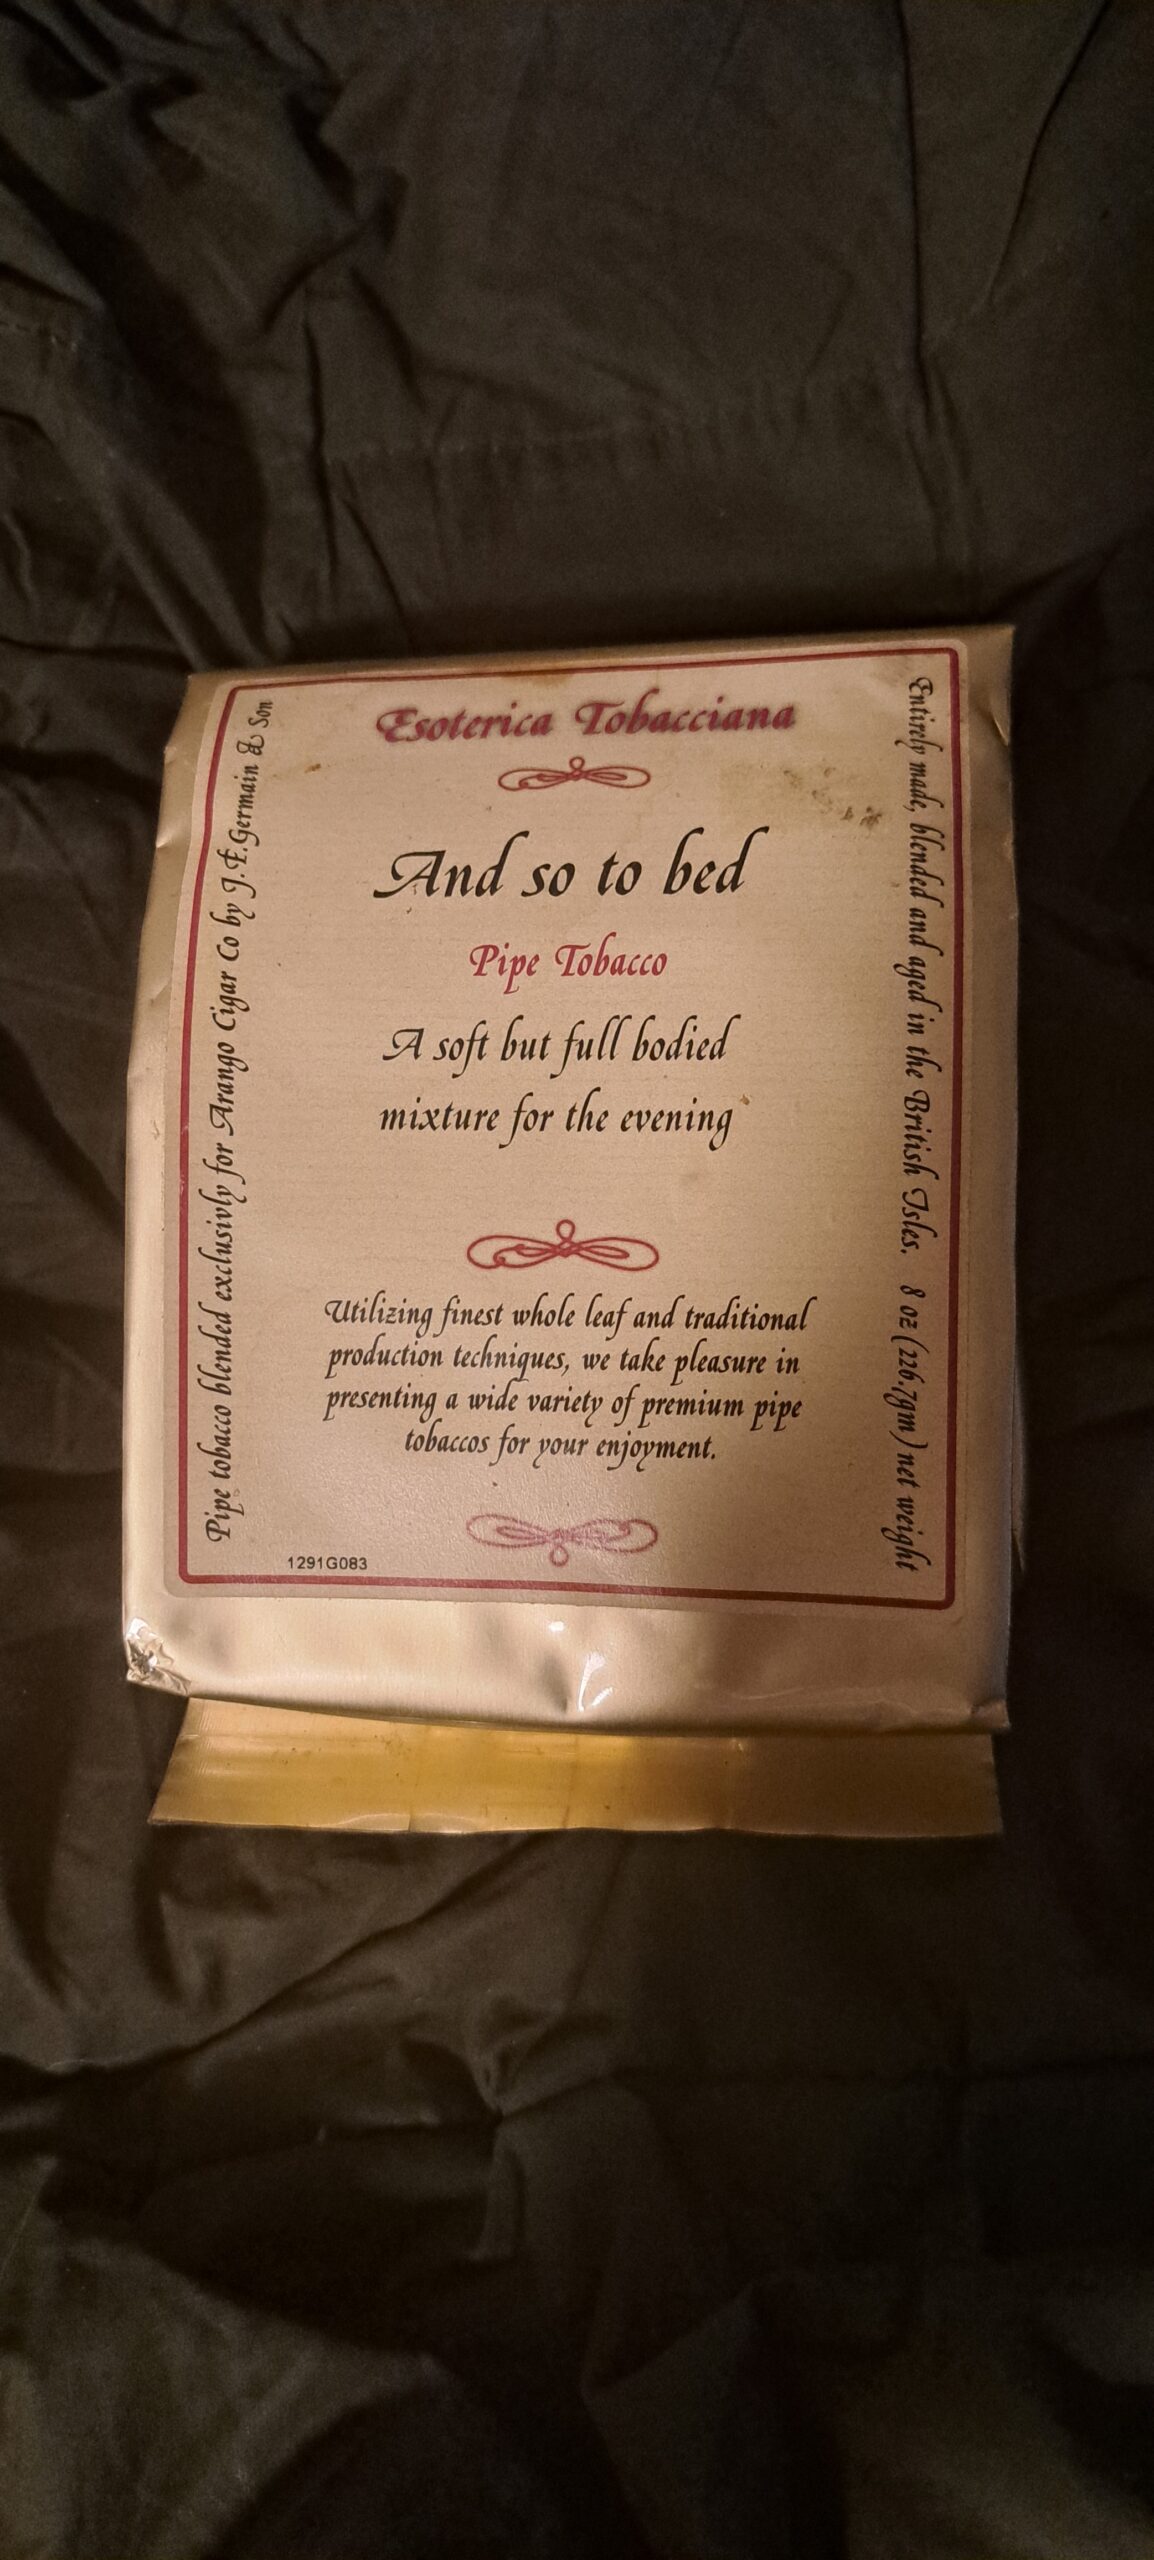 Esoterica Tobacciana
And so to bed
Pipe Tobacco
A soft but full bodied
mixture for the evening
Utilizing finest whole leaf and traditional
production techniques, we take pleasure in
presenting a wide variety of premium pipe
tobaccos for your enjoyment.
1291G083
Pipe tobacco blended exclusivly for Arango Cigar Co by J.F.Germain & Son
Entirely made, blended and aged in the British Isles. 8 oz (226.7gm) net weight